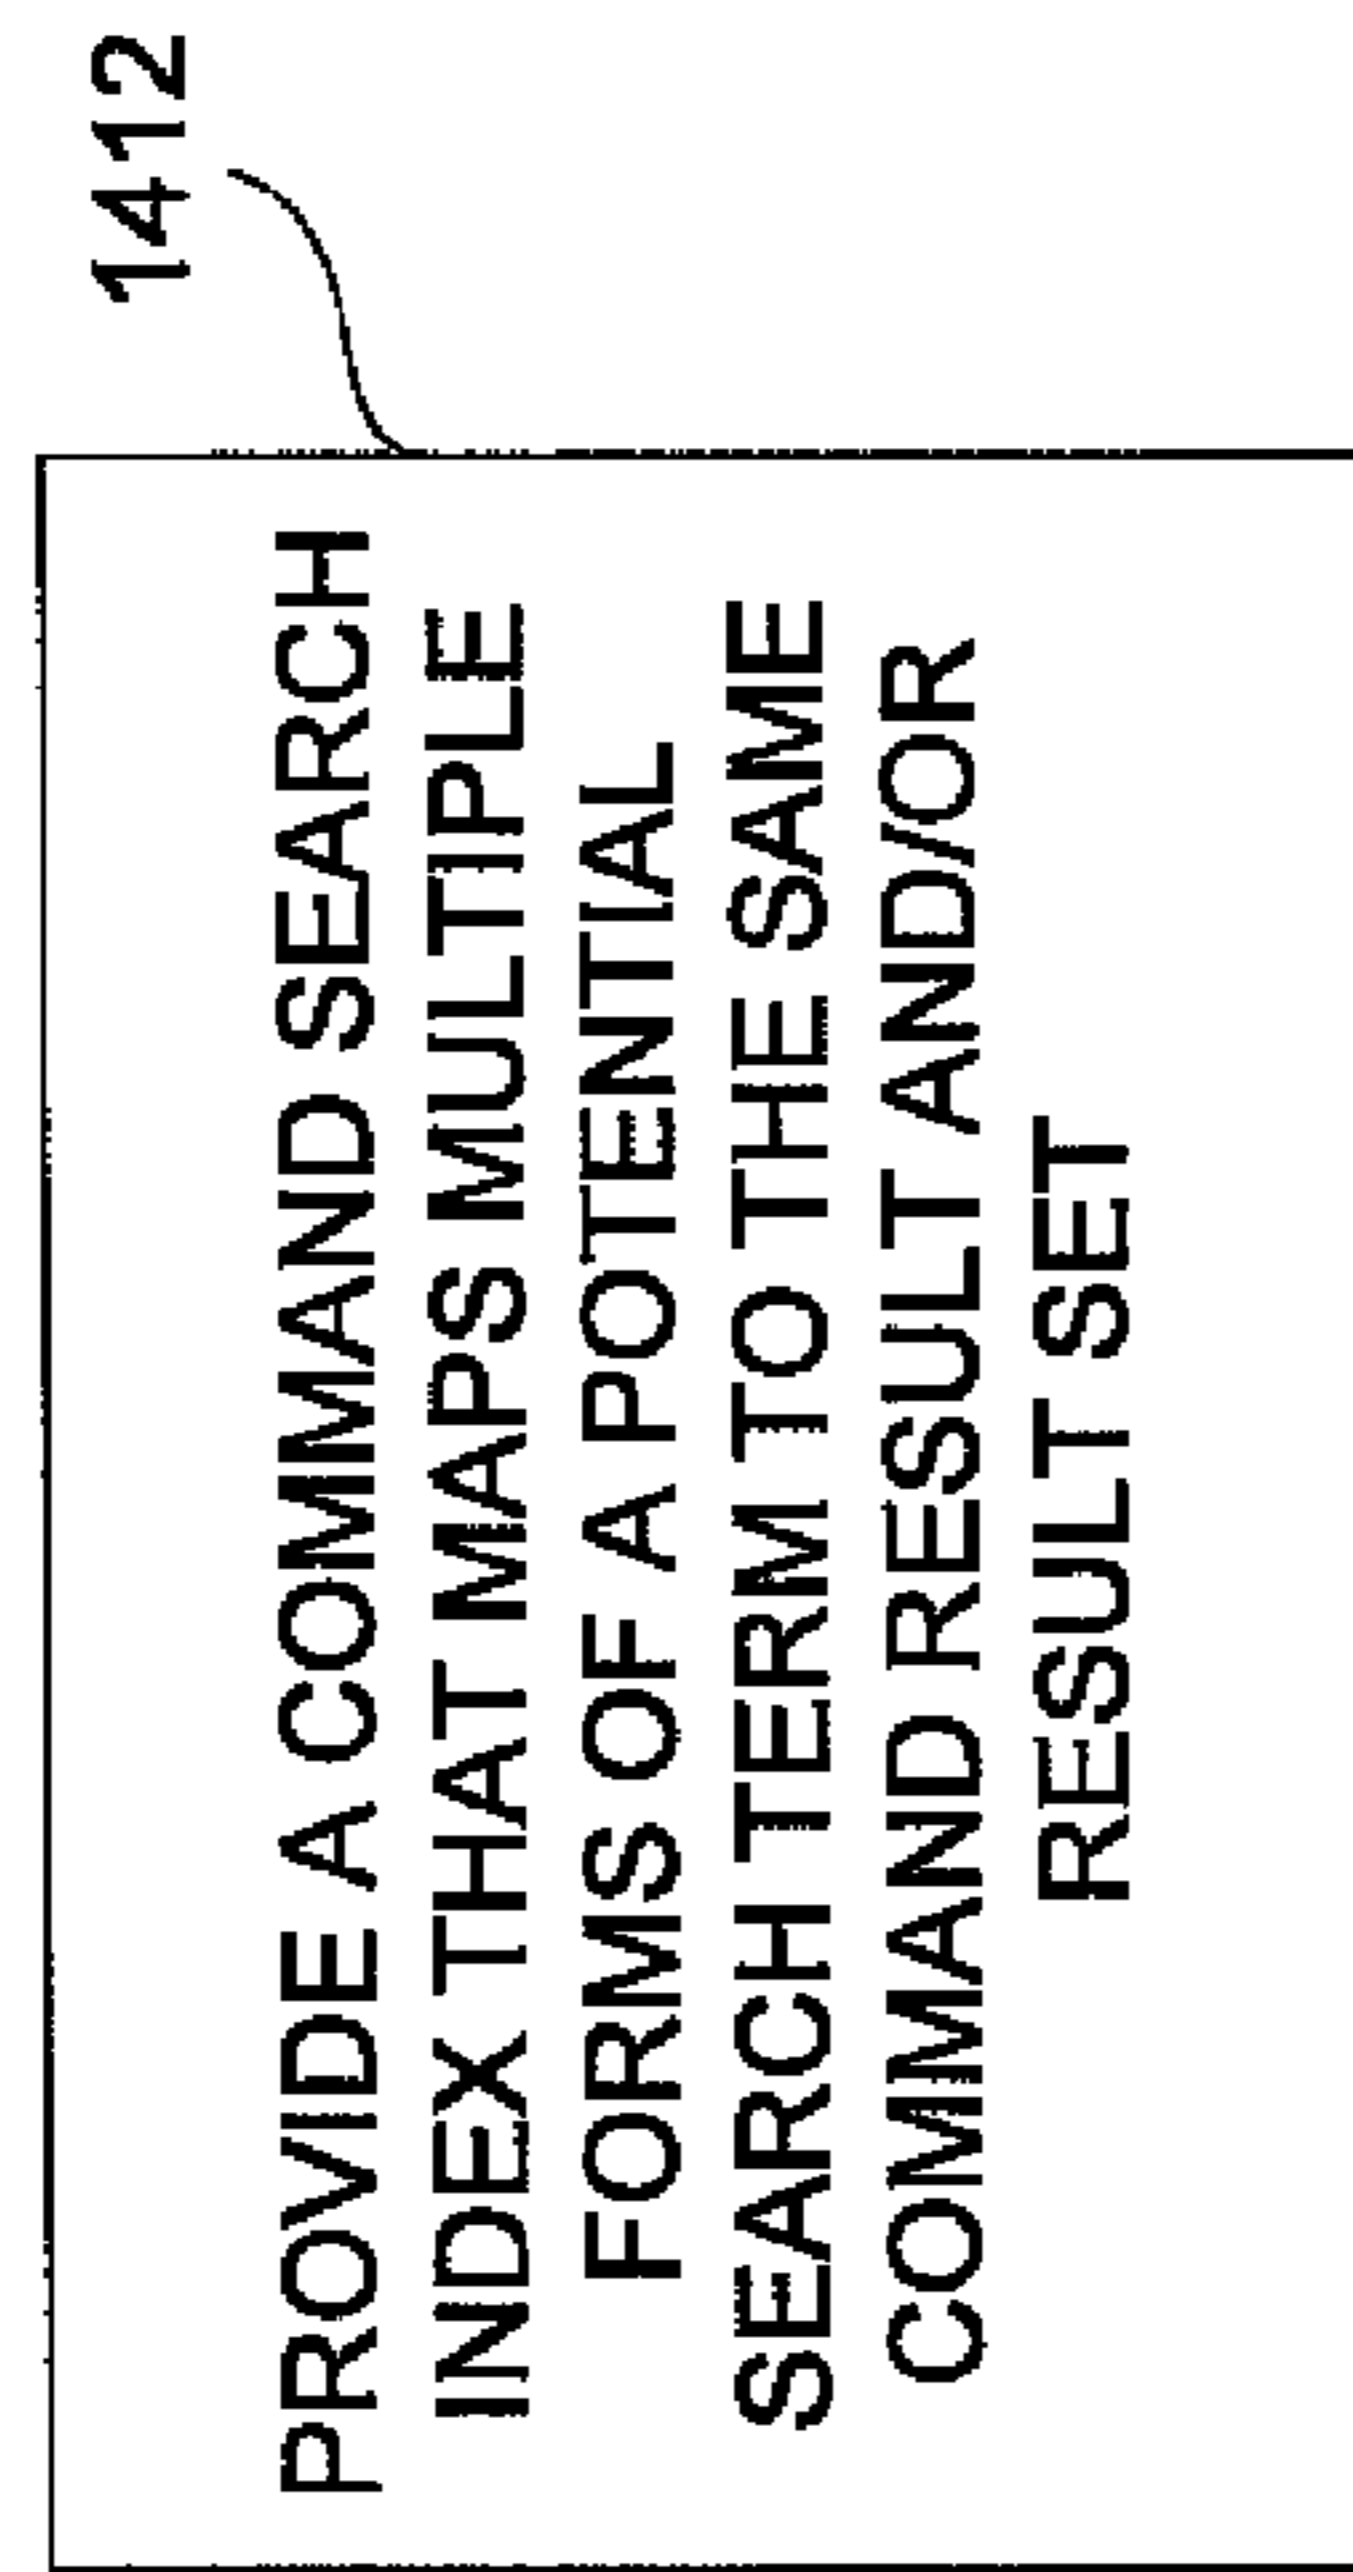 1412
PROVIDE A COMMAND SEARCH
INDEX THAT MAPS MULTIPLE
FORMS OF A POTENTIAL
SEARCH TERM TO THE SAME
COMMAND RESULT AND/OR
RESULT SET